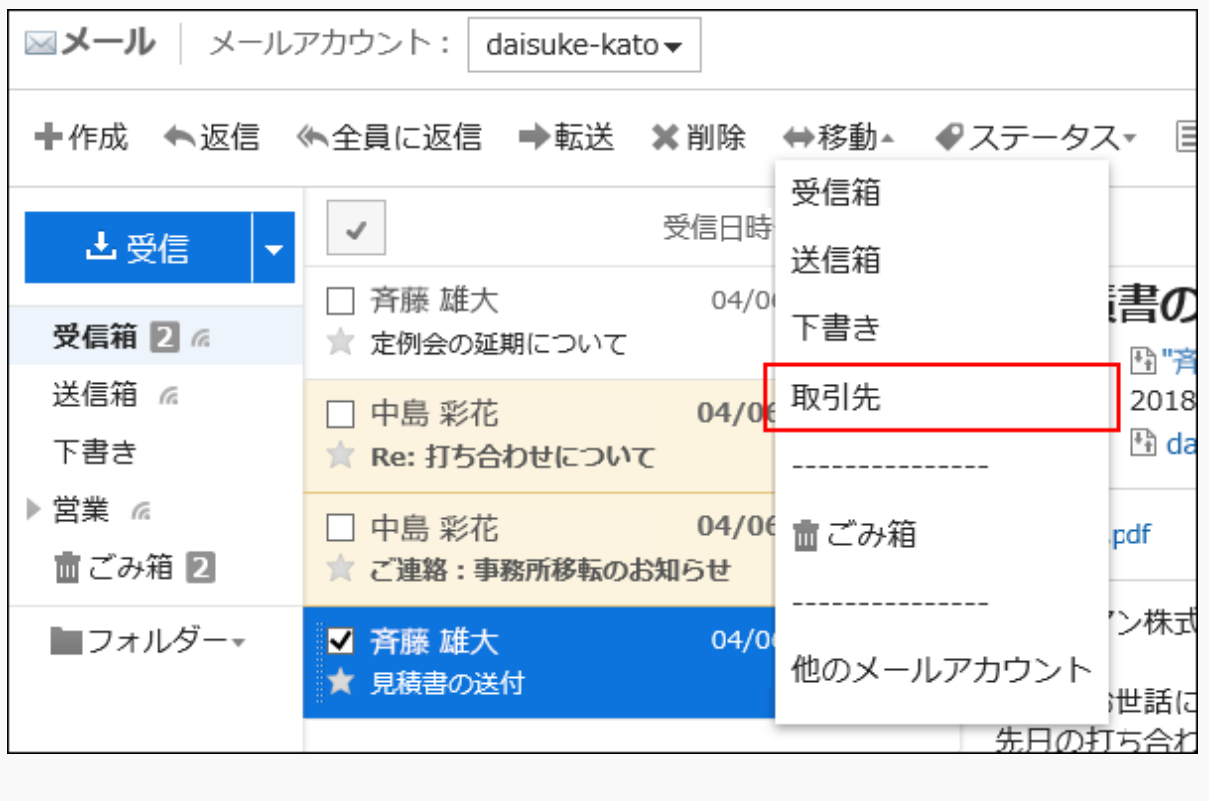 メール メールアカウント： daisuke-kato
作成 返信 全員に返信 転送 削除 移動 ステータス
受信
受信箱 2
送信箱
下書き
営業
ごみ箱 2
フォルダー
受信日時
斉藤 雄大 04/06
定例会の延期について
中島 彩花 04/06
Re: 打ち合わせについて
中島 彩花 04/06
ご連絡：事務所移転のお知らせ
斉藤 雄大 04/06
見積書の送付
受信箱
送信箱
下書き
取引先
---------------
ごみ箱
---------------
他のメールアカウント
書の
"斉
2018
da
.pdf
ン株式
世話に
先日の打ち合わ